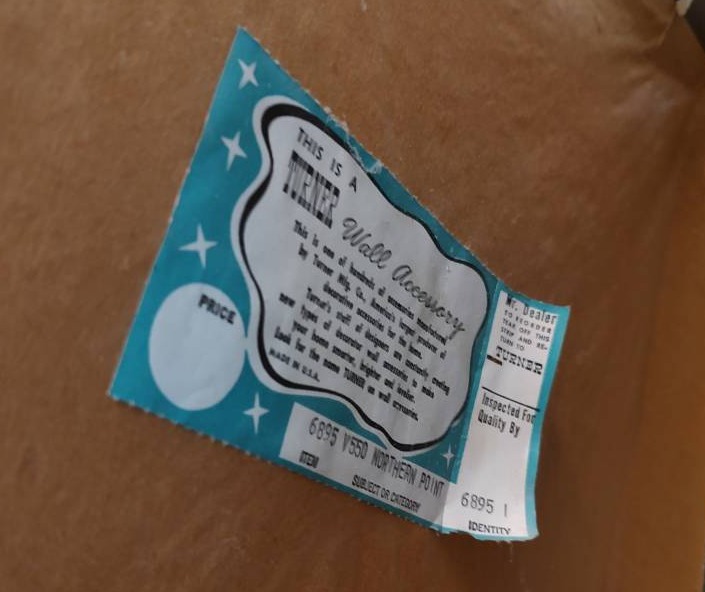 THIS IS A
TURNER Wall Accessory
This is one of hundreds of accessories manufactured
by Turner Mfg. Co., America's largest producer of
decorative accessories for the home.
Turner's staff of designers are constantly creating
new types of decorator wall accessories to make
your home smarter, brighter and lovelier.
Look for the name TURNER on wall accessories.
MADE IN U.S.A.
PRICE
6895 V550 NORTHERN POINT
ITEM
SUBJECT OR CATEGORY
Mr. Dealer
TO REORDER
TEAR OFF THIS
STRIP AND RE-
TURN TO:
TURNER
Inspected For
Quality By
6895 1
IDENTITY